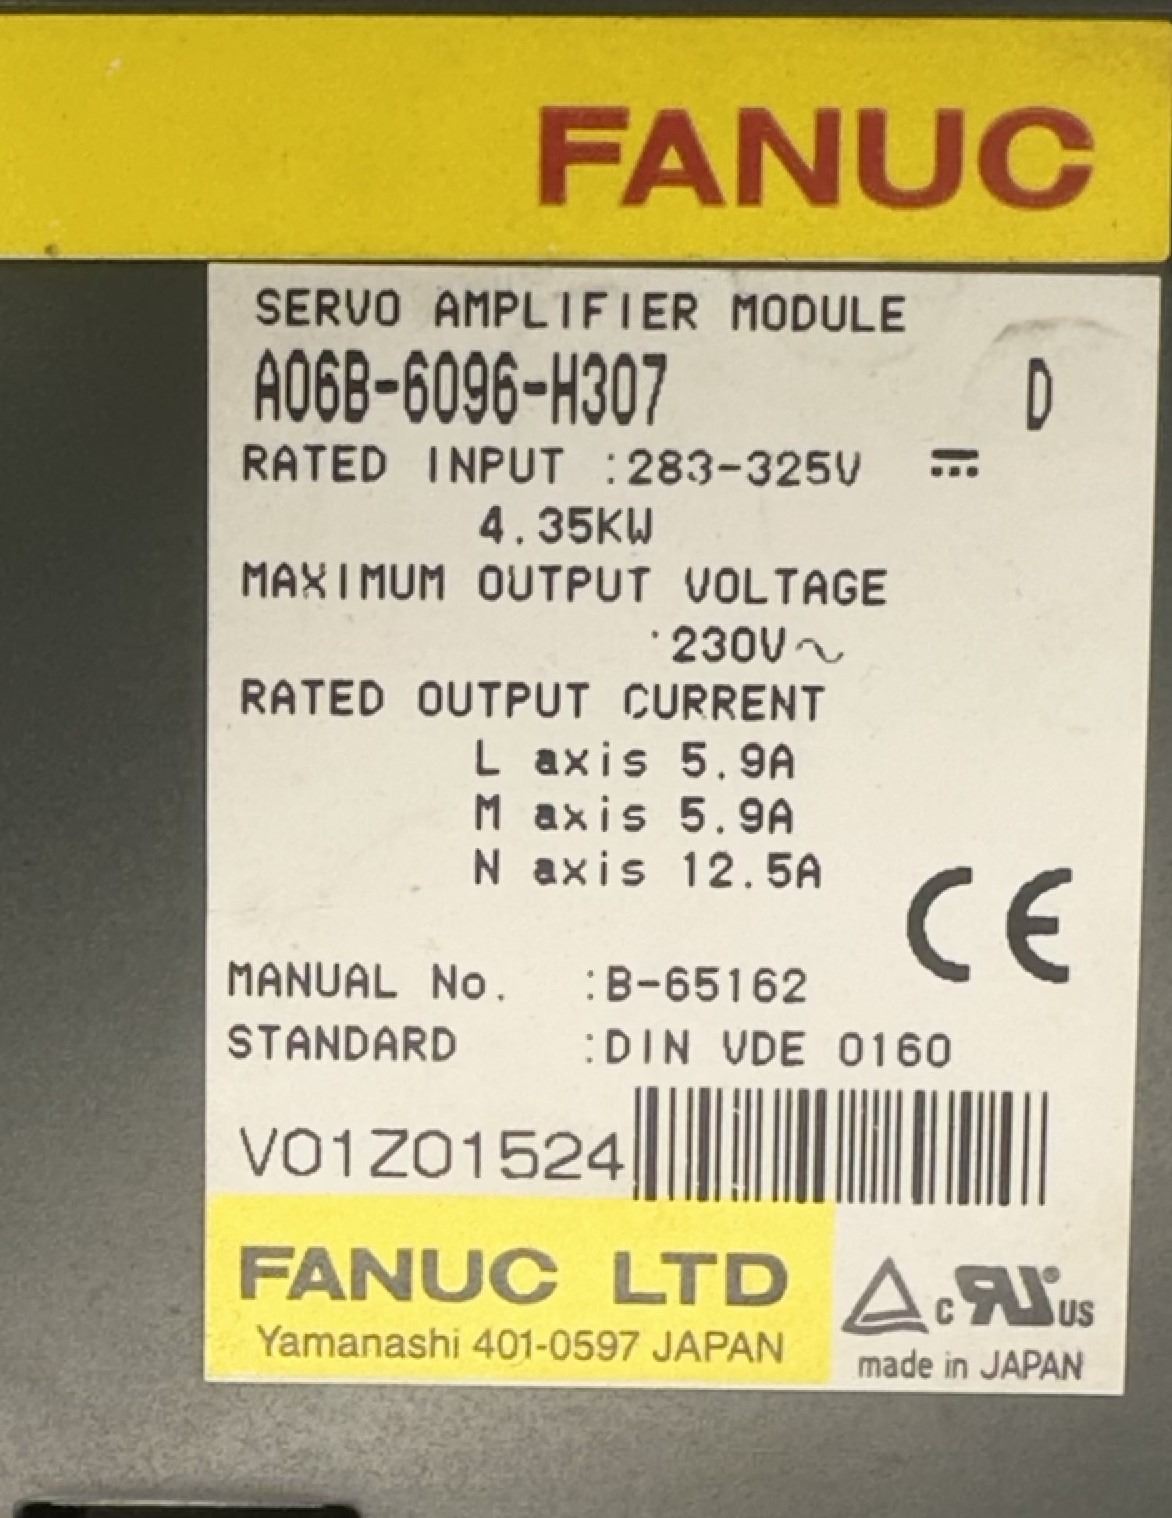 FANUC
SERVO AMPLIFIER MODULE
A06B-6096-H307 D
RATED INPUT :283-325V ⎓
4.35KW
MAXIMUM OUTPUT VOLTAGE
230V~
RATED OUTPUT CURRENT
L axis 5.9A
M axis 5.9A
N axis 12.5A
CE
MANUAL No. :B-65162
STANDARD :DIN VDE 0160
V01Z01524
FANUC LTD
Yamanashi 401-0597 JAPAN
c RU® US
made in JAPAN